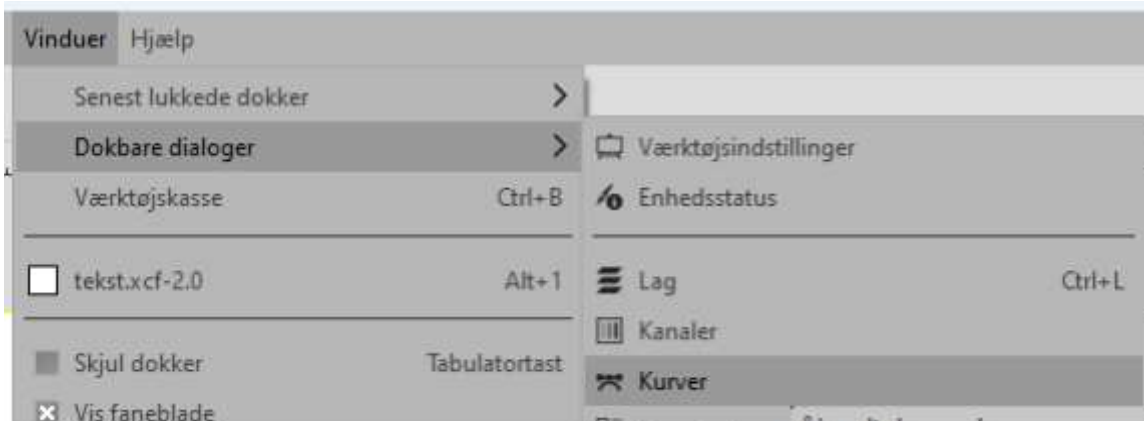 Vinduer Hjælp
Senest lukkede dokker
Dokbare dialoger
Værktøjskasse Ctrl+B
tekst.xcf-2.0 Alt+1
Skjul dokker Tabulatortast
Vis faneblade
Værktøjsindstillinger
Enhedsstatus
Lag Ctrl+L
Kanaler
Kurver